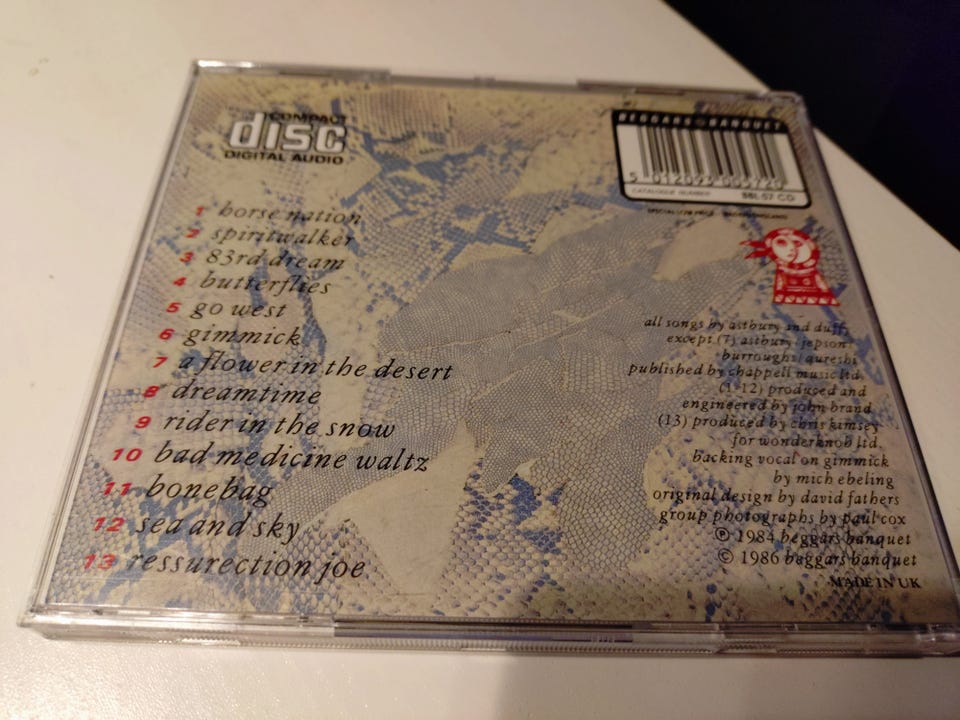 COMPACT
disc
DIGITAL AUDIO
BEGGARS BANQUET
CATALOGUE NUMBER
BBL 57 CD
1 horse nation
2 spiritwalker
3 83rd dream
4 butterflies
5 go west
6 gimmick
7 a flower in the desert
8 dreamtime
9 rider in the snow
10 bad medicine waltz
11 bonebag
12 sea and sky
13 ressurection joe
all songs by astbury and duffy
except (7) astbury jepson
burroughs/qureshi
published by chappell music ltd.
(1-12) produced and
engineered by john brand
(13) produced by chris kimsey
for wonderknob ltd.
backing vocal on gimmick
by mich ebeling
original design by david fathers
group photographs by paul cox
℗ 1984 beggars banquet
© 1986 beggars banquet
MADE IN UK